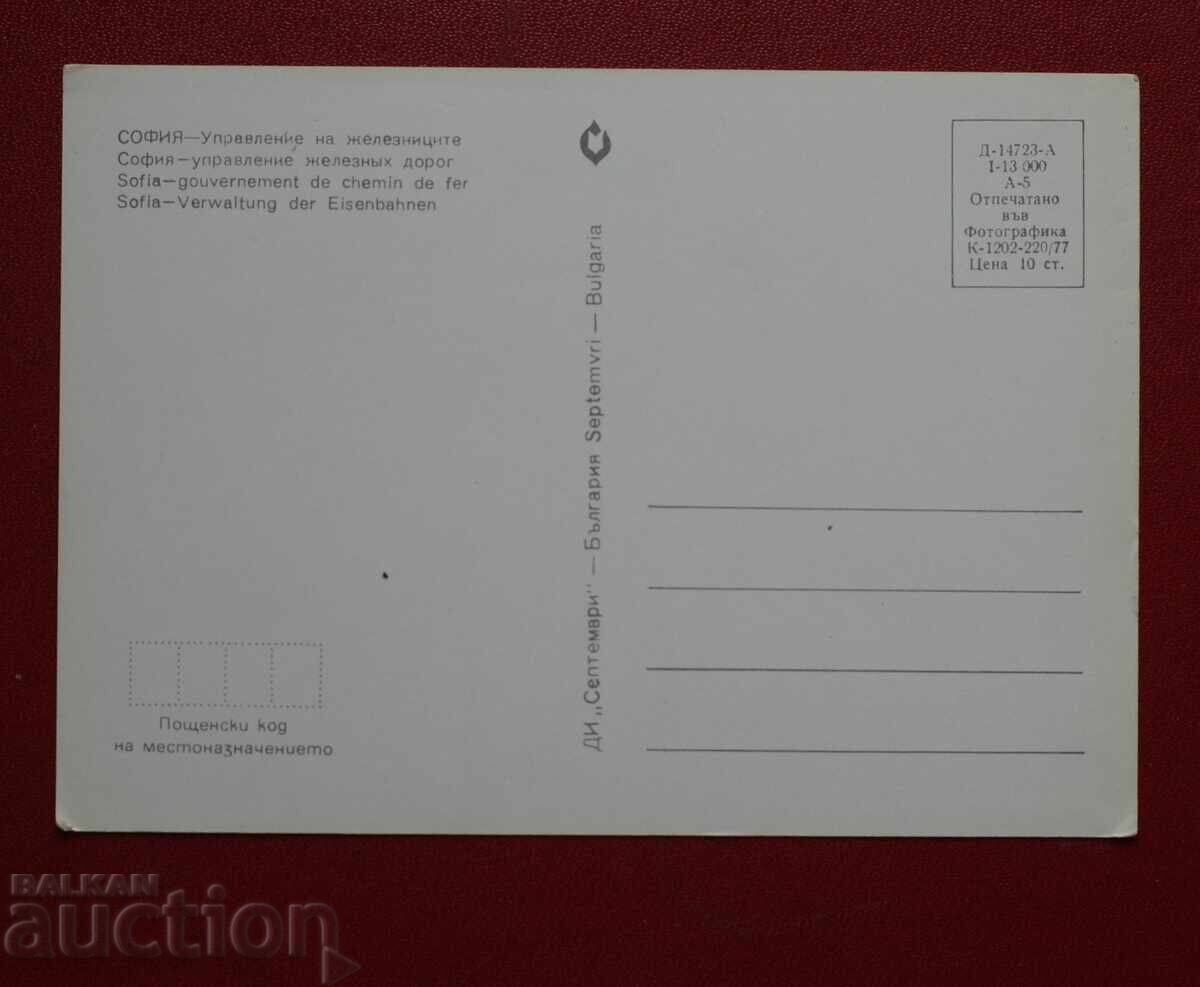 СОФИЯ—Управление на железниците
София—управление железных дорог
Sofia—gouvernement de chemin de fer
Sofia—Verwaltung der Eisenbahnen
ДИ „Септември" — България Septemvri — Bulgaria
Д-14723-А
I-13 000
А-5
Отпечатано
във
Фотографика
К-1202-220/77
Цена 10 ст.
Пощенски код
на местоназначението
BALKAN
auction